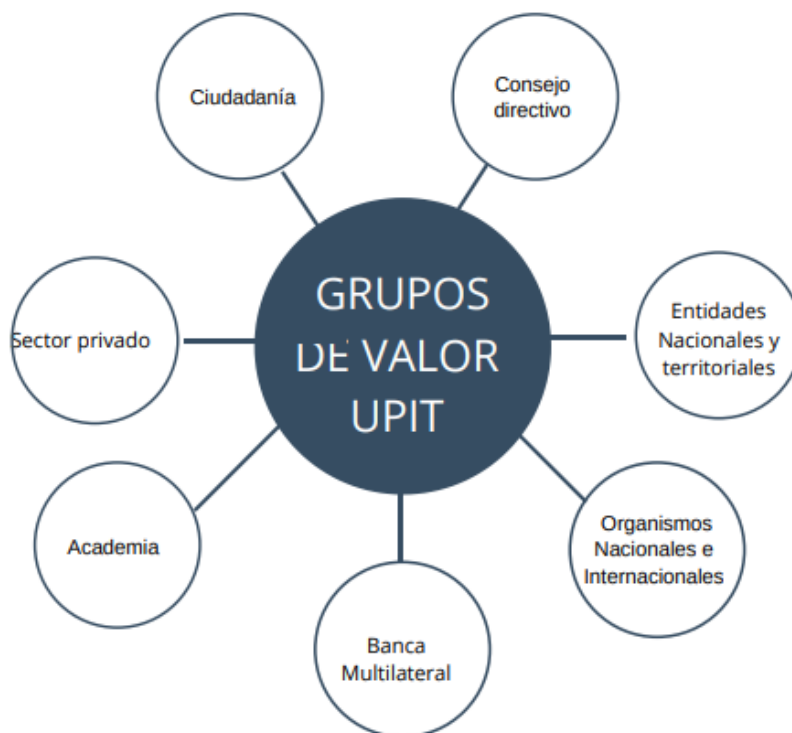 Ciudadanía
Consejo
directivo
GRUPOS
DE VALOR
UPIT
Entidades
Nacionales y
territoriales
Sector privado
Organismos
Nacionales e
Internacionales
Academia
Banca
Multilateral